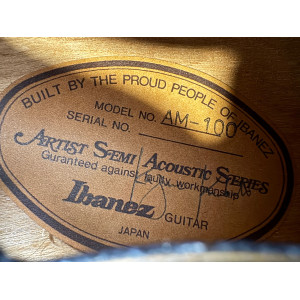 BUILT BY THE PROUD PEOPLE OF IBANEZ
MODEL NO. AM-100
SERIAL NO.
ARTIST SEMI ACOUSTIC SERIES
Guranteed against faulty workmanship
Ibanez GUITAR
JAPAN